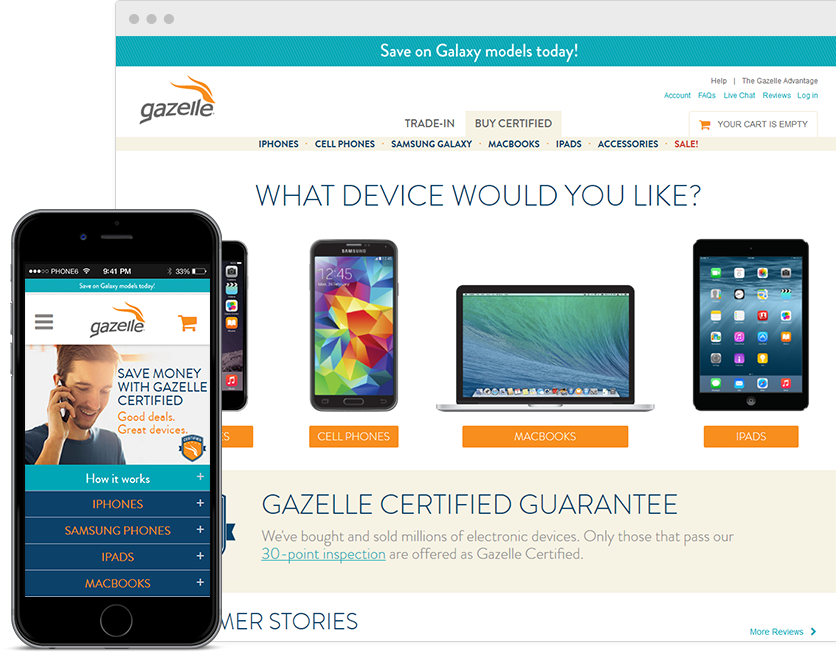 Save on Galaxy models today!
Help | The Gazelle Advantage
Account FAQs Live Chat Reviews Log in
gazelle
TRADE-IN BUY CERTIFIED
YOUR CART IS EMPTY
IPHONES · CELL PHONES · SAMSUNG GALAXY · MACBOOKS · IPADS · ACCESSORIES · SALE!
WHAT DEVICE WOULD YOU LIKE?
SAMSUNG
12:45
S
CELL PHONES
MACBOOKS
IPADS
GAZELLE CERTIFIED GUARANTEE
We've bought and sold millions of electronic devices. Only those that pass our
30-point inspection are offered as Gazelle Certified.
MER STORIES
More Reviews
PHONE6 9:41 PM 33%
Save on Galaxy models today!
gazelle
SAVE MONEY
WITH GAZELLE
CERTIFIED
Good deals.
Great devices.
CERTIFIED
How it works +
IPHONES +
SAMSUNG PHONES +
IPADS +
MACBOOKS +